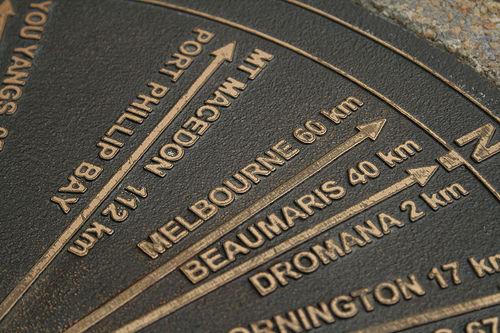 YOU YANGS
PORT PHILLIP BAY
MT MACEDON 112 km
MELBOURNE 60 km
BEAUMARIS 40 km
N
DROMANA 2 km
ORNINGTON 17 km